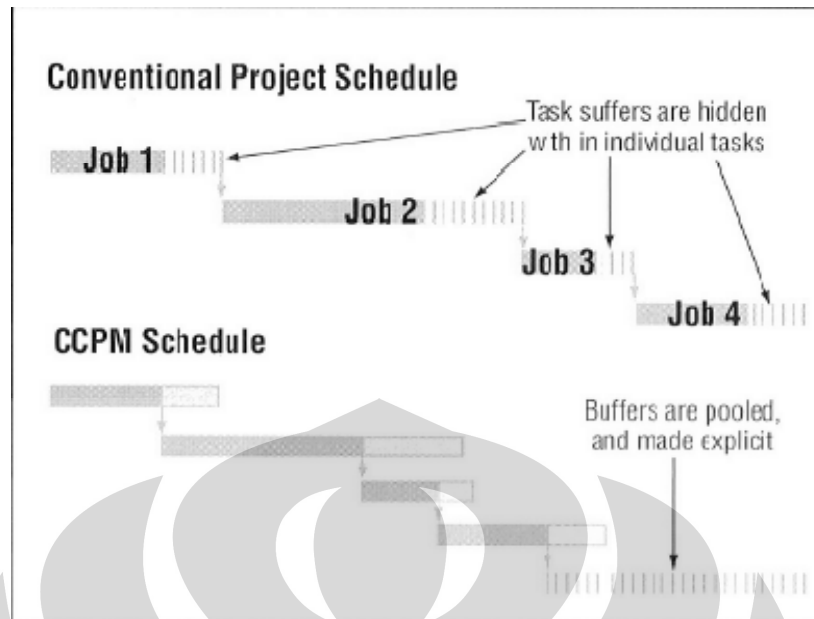 Conventional Project Schedule
Task suffers are hidden
wth in individual tasks
Job 1
Job 2
Job 3
Job 4
CCPM Schedule
Buffers are pooled,
and made explicit